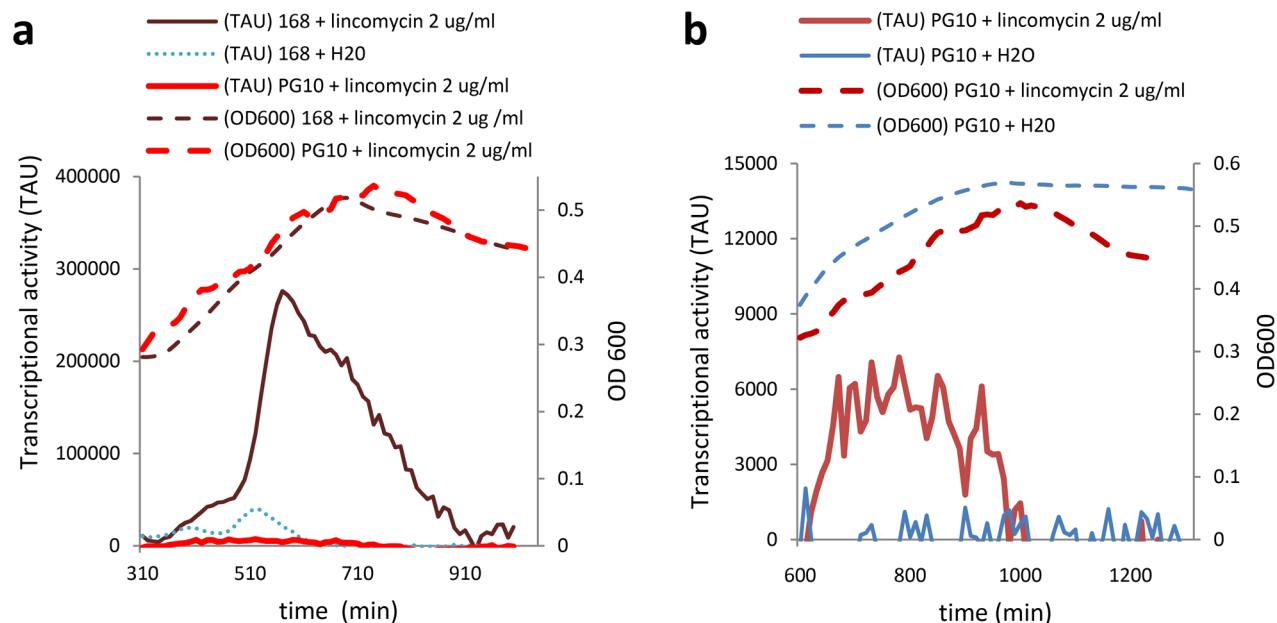 a
(TAU) 168 + lincomycin 2 ug/ml
(TAU) 168 + H20
(TAU) PG10 + lincomycin 2 ug/ml
(OD600) 168 + lincomycin 2 ug /ml
(OD600) PG10 + lincomycin 2 ug/ml
Transcriptional activity (TAU)
400000
300000
200000
100000
0
0.5
0.4
0.3
0.2
0.1
0
OD 600
310
510
710
910
time (min)
b
(TAU) PG10 + lincomycin 2 ug/ml
(TAU) PG10 + H2O
(OD600) PG10 + lincomycin 2 ug/ml
(OD600) PG10 + H20
Transcriptional activity (TAU)
15000
12000
9000
6000
3000
0
0.6
0.5
0.4
0.3
0.2
0.1
0
OD600
600
800
1000
1200
time (min)